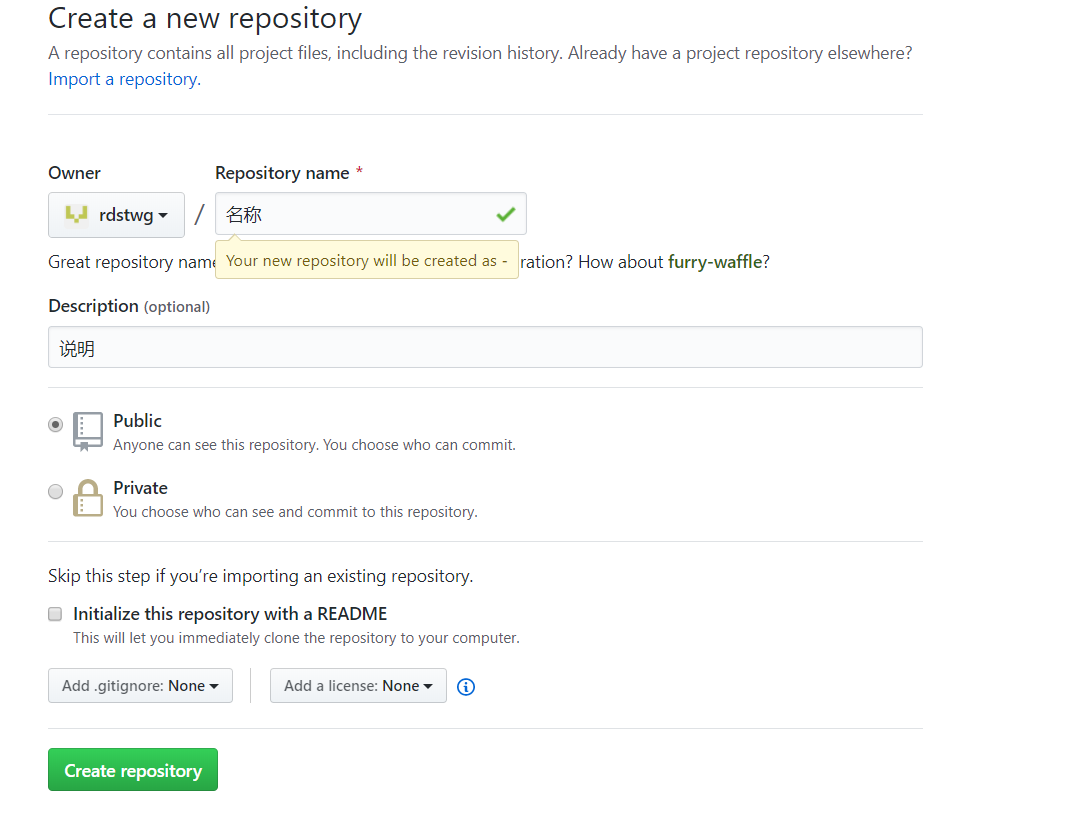 Create a new repository
A repository contains all project files, including the revision history. Already have a project repository elsewhere?
Import a repository.
Owner
Repository name *
rdstwg
/
名称
Your new repository will be created as -
Great repository name ration? How about furry-waffle?
Description (optional)
说明
Public
Anyone can see this repository. You choose who can commit.
Private
You choose who can see and commit to this repository.
Skip this step if you’re importing an existing repository.
Initialize this repository with a README
This will let you immediately clone the repository to your computer.
Add .gitignore: None
Add a license: None
Create repository